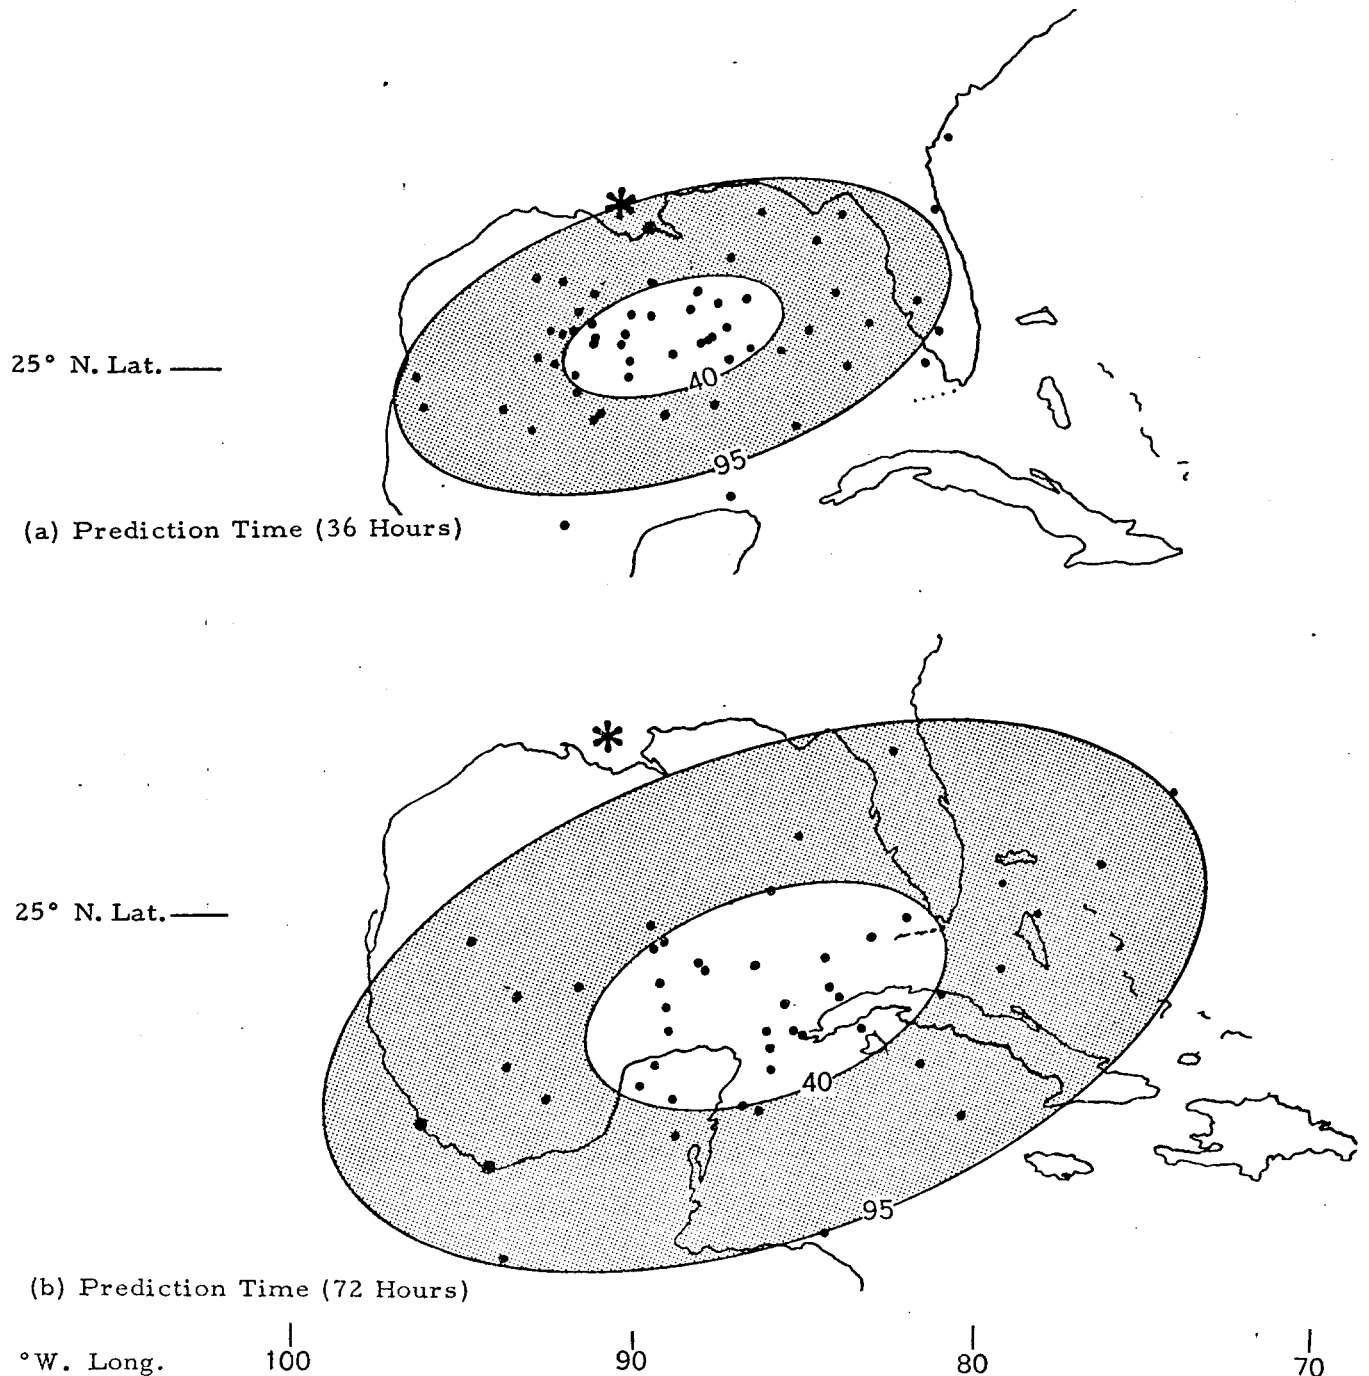 25° N. Lat.
40
95
(a) Prediction Time (36 Hours)
25° N. Lat.
40
95
(b) Prediction Time (72 Hours)
°W. Long. 100 90 80 70